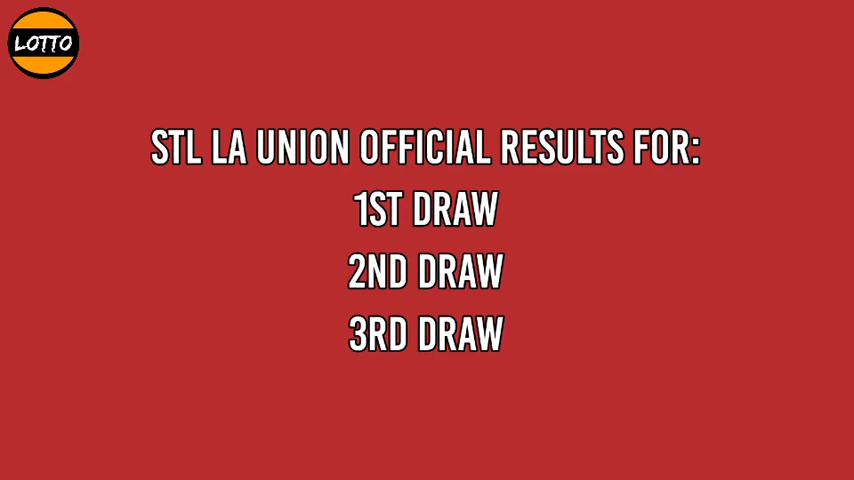 LOTTO
STL LA UNION OFFICIAL RESULTS FOR:
1ST DRAW
2ND DRAW
3RD DRAW